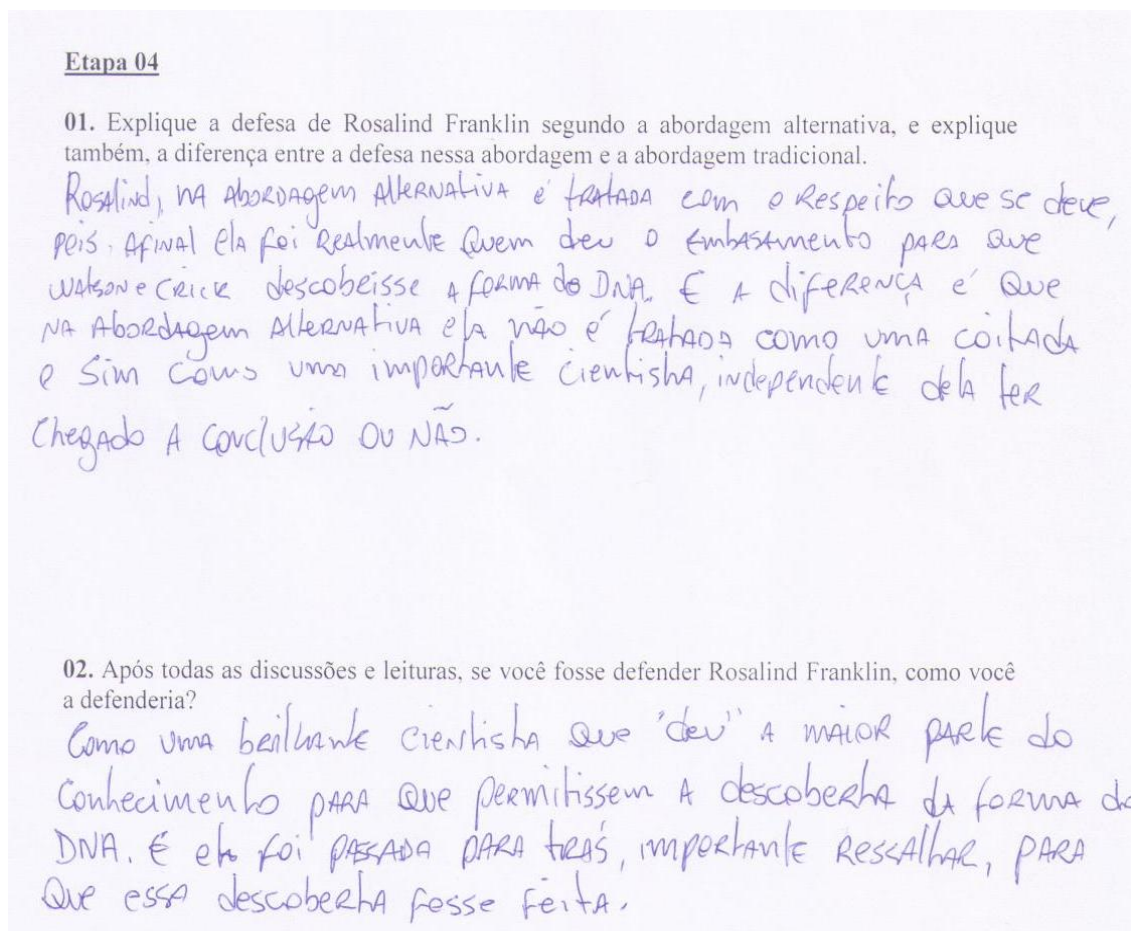 Etapa 04
01. Explique a defesa de Rosalind Franklin segundo a abordagem alternativa, e explique
também, a diferença entre a defesa nessa abordagem e a abordagem tradicional.
Rosalind, na abordagem alternativa é tratada com o respeito que se deve,
pois, afinal ela foi realmente quem deu o embasamento para que
Watson e Crick descobrisse a forma do DNA. E a diferença é que
na abordagem alternativa ela não é tratada como uma coitada
e sim como uma importante cientista, independente dela ter
chegado a conclusão ou não.
02. Após todas as discussões e leituras, se você fosse defender Rosalind Franklin, como você
a defenderia?
Como uma brilhante cientista que "deu" a maior parte do
conhecimento para que permitissem a descoberta da forma do
DNA. E ela foi passada para trás, importante ressaltar, para
que essa descoberta fosse feita.